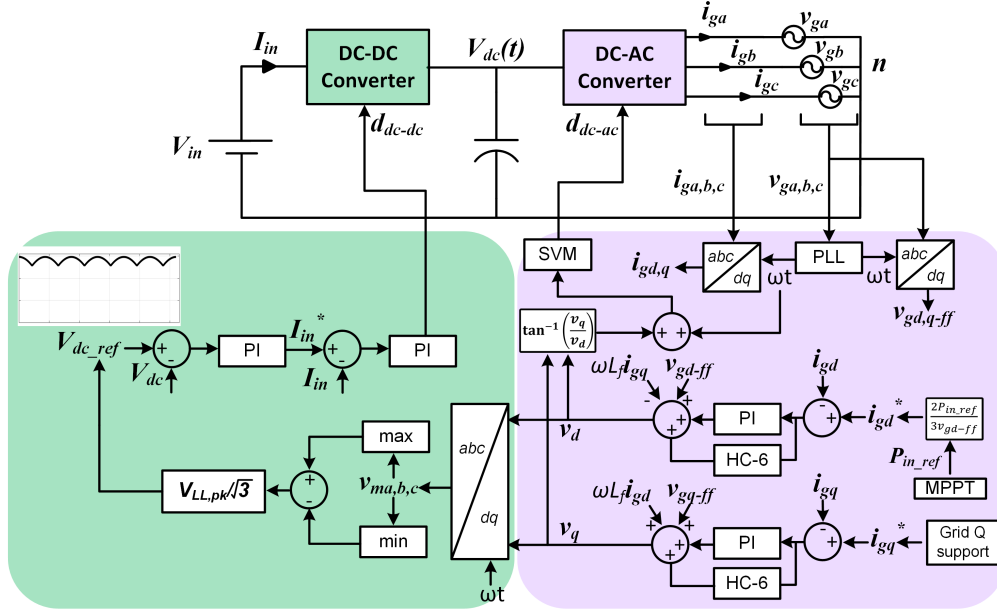 I_in
DC-DC
Converter
V_dc(t)
DC-AC
Converter
i_ga
v_ga
i_gb
v_gb
i_gc
v_gc
n
V_in
d_dc-dc
d_dc-ac
i_ga,b,c
v_ga,b,c
SVM
i_gd,q
abc
dq
ωt
PLL
ωt
abc
dq
v_gd,q-ff
V_dc_ref
+
-
V_dc
PI
I_in*
+
-
I_in
PI
tan⁻¹(v_q/v_d)
+ +
ωL_f i_gq
v_gd-ff
i_gd
-
+
+
+
PI
HC-6
-
+
i_gd*
2P_in_ref
3v_gd-ff
P_in_ref
MPPT
v_d
abc
dq
ωt
max
v_ma,b,c
min
+
-
V_LL,pk/√3
v_q
ωL_f i_gd
v_gq-ff
i_gq
+
+
+
+
PI
HC-6
-
+
i_gq*
Grid Q
support